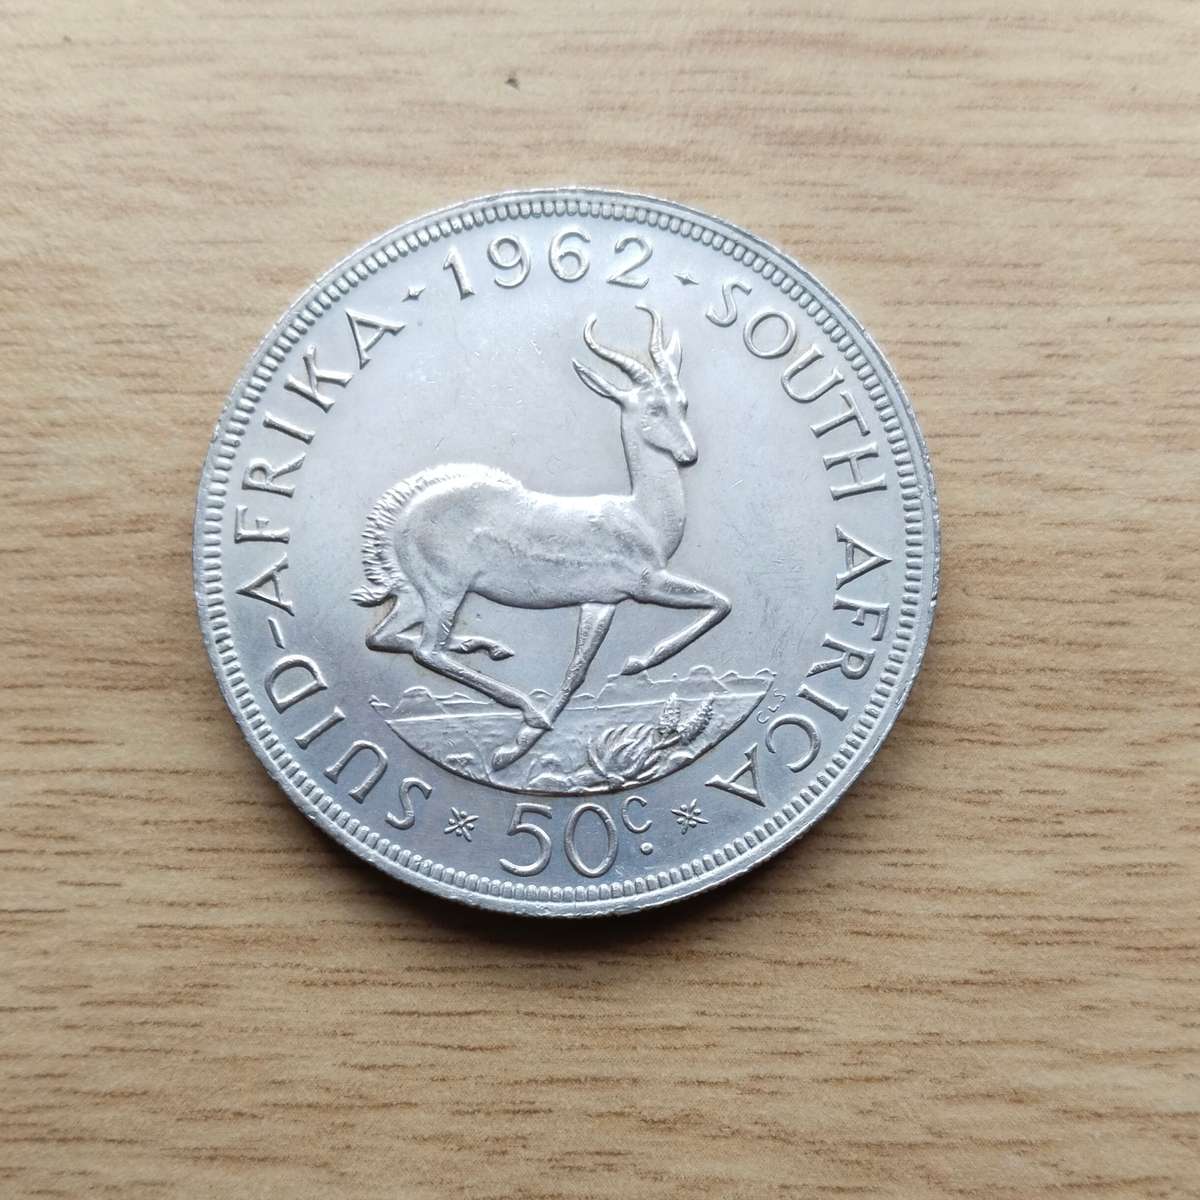 SUID-AFRIKA · 1962 · SOUTH AFRICA
CLS
50c.